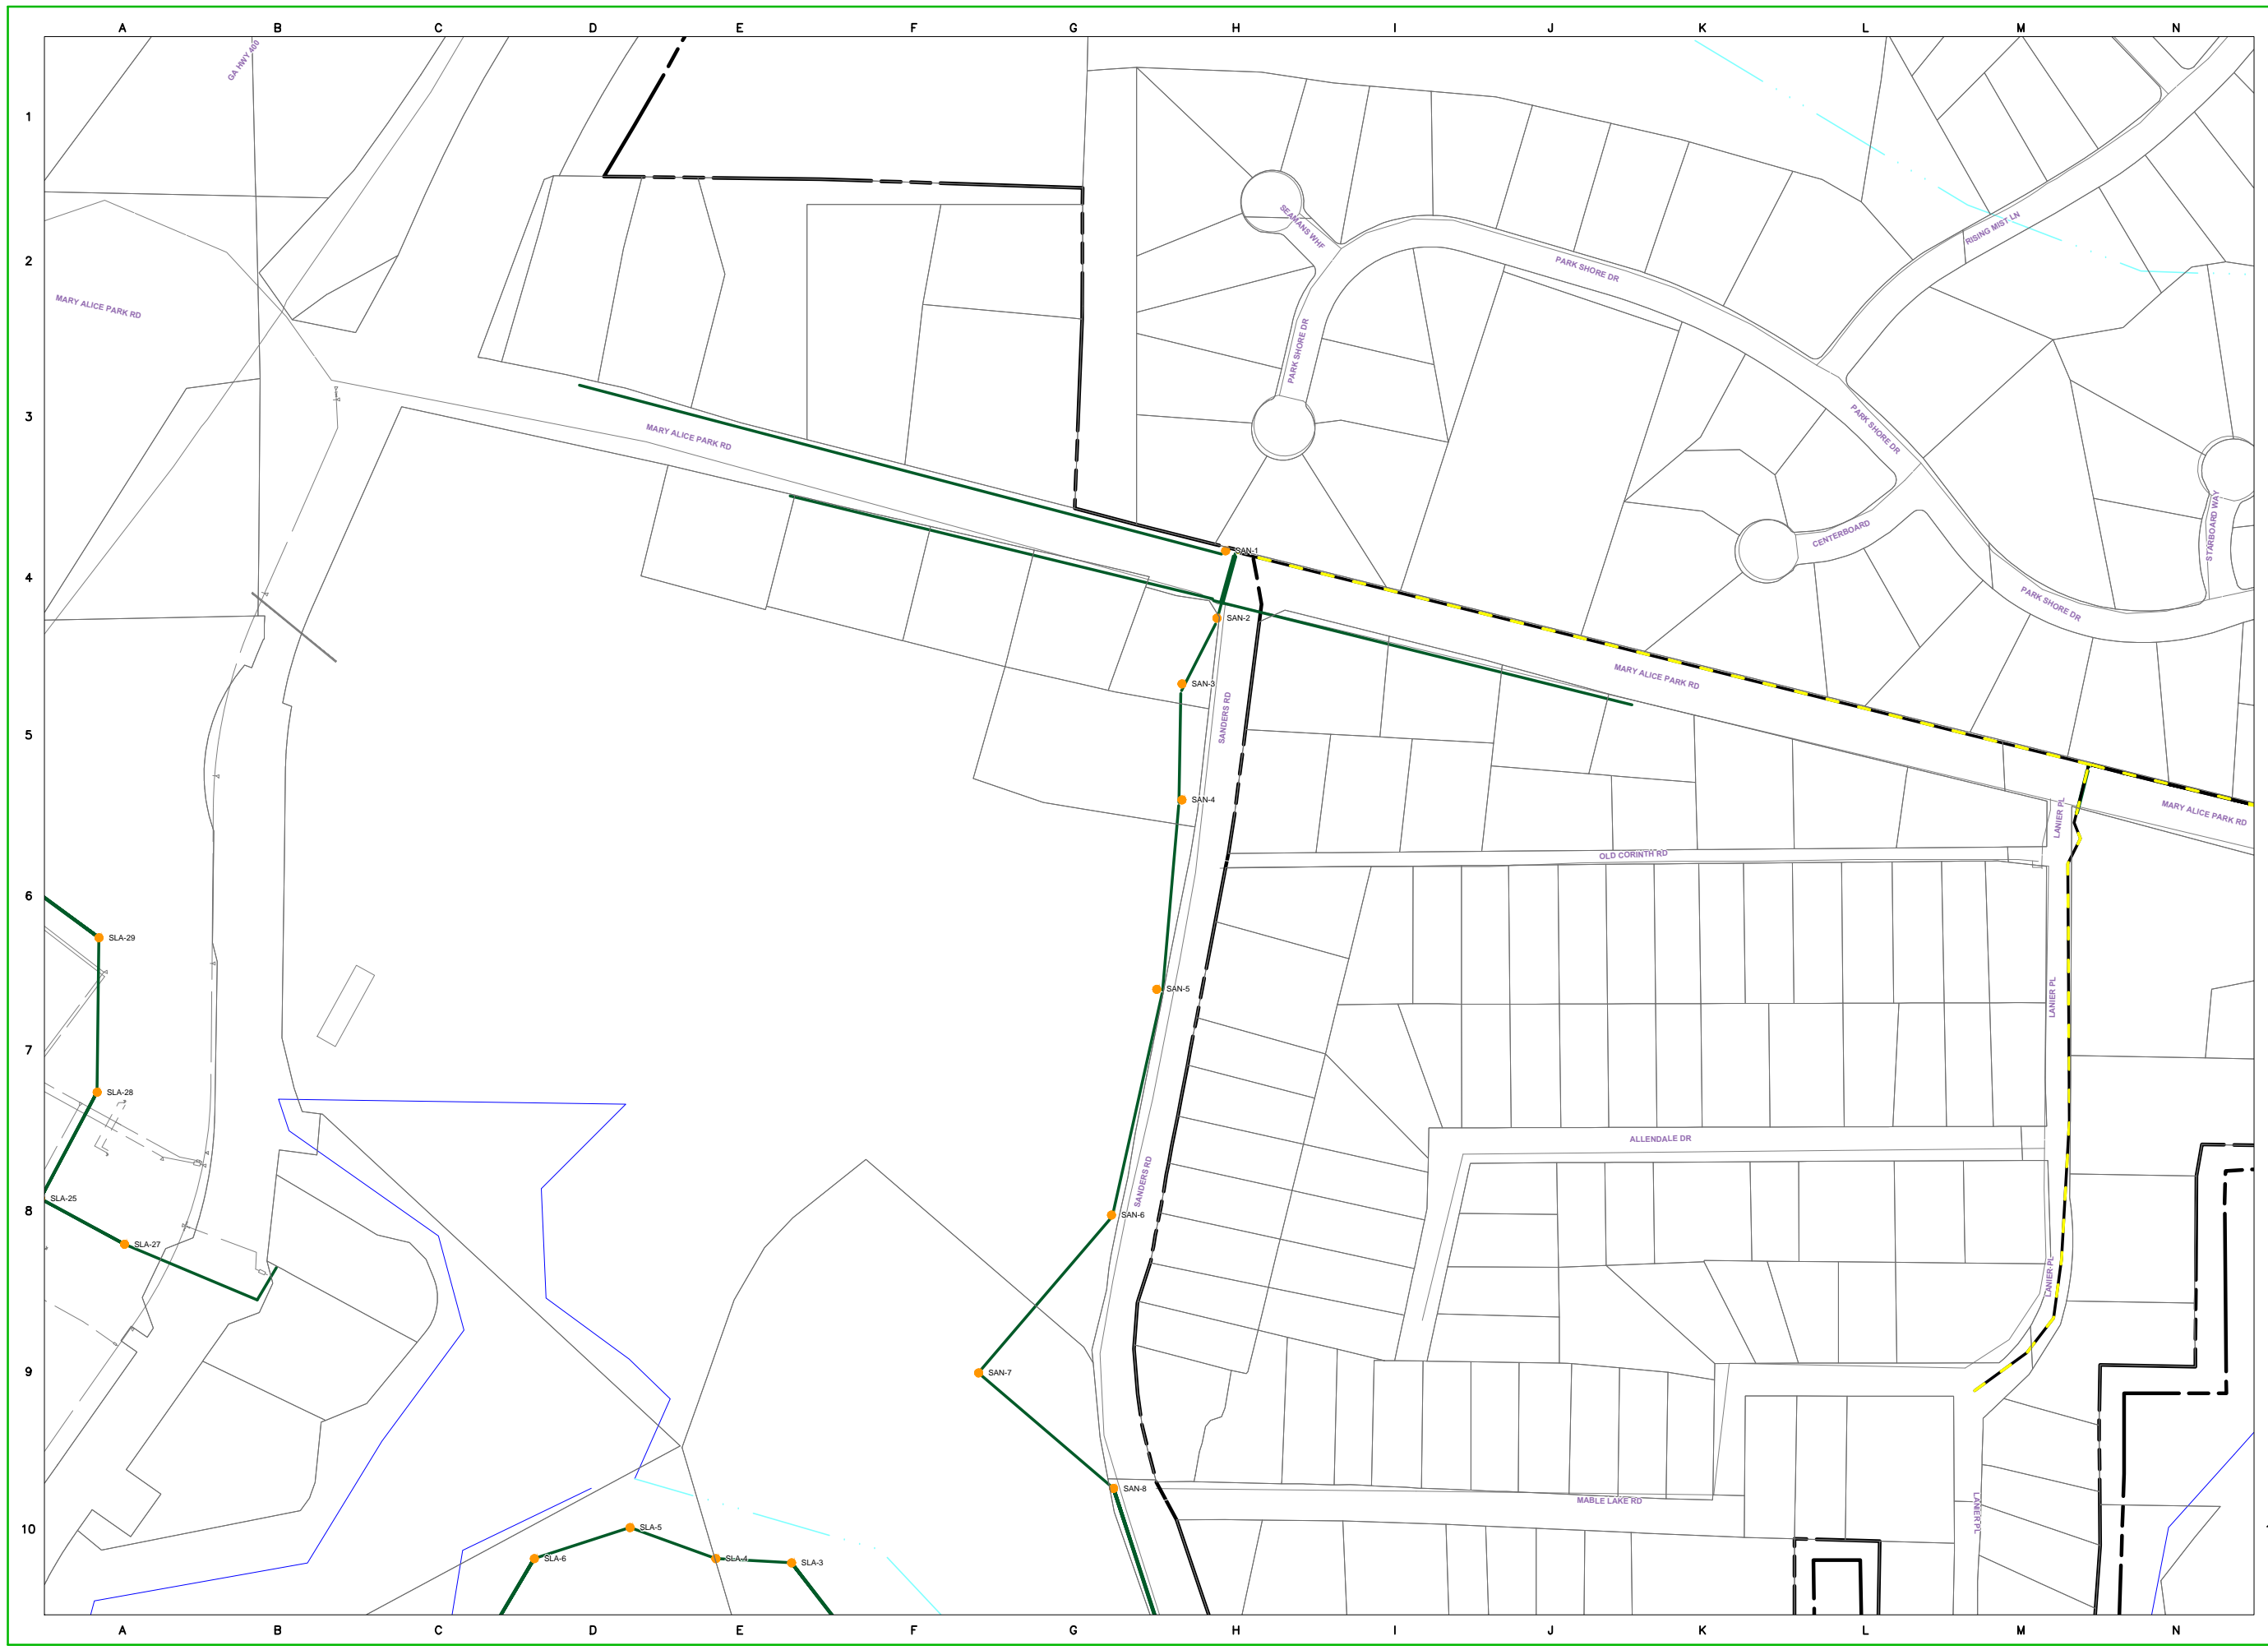 A B C D E F G H I J K L M N
GA HWY 400
1
SEAMANS WHF
RISING MIST LN
2
PARK SHORE DR
MARY ALICE PARK RD
PARK SHORE DR
3
MARY ALICE PARK RD
PARK SHORE DR
CENTERBOARD
STARBOARD WAY
SAN-1
4
PARK SHORE DR
SAN-2
MARY ALICE PARK RD
SAN-3
SANDERS RD
5
SAN-4
LANIER PL
MARY ALICE PARK RD
OLD CORINTH RD
6
SLA-29
SAN-5
LANIER PL
7
SLA-28
ALLENDALE DR
SANDERS RD
SLA-25
8
SAN-6
SLA-27
LANIER PL
9
SAN-7
SAN-8
MABLE LAKE RD
LANIER PL
10
SLA-5
SLA-6
SLA-4
SLA-3
A B C D E F G H I J K L M N